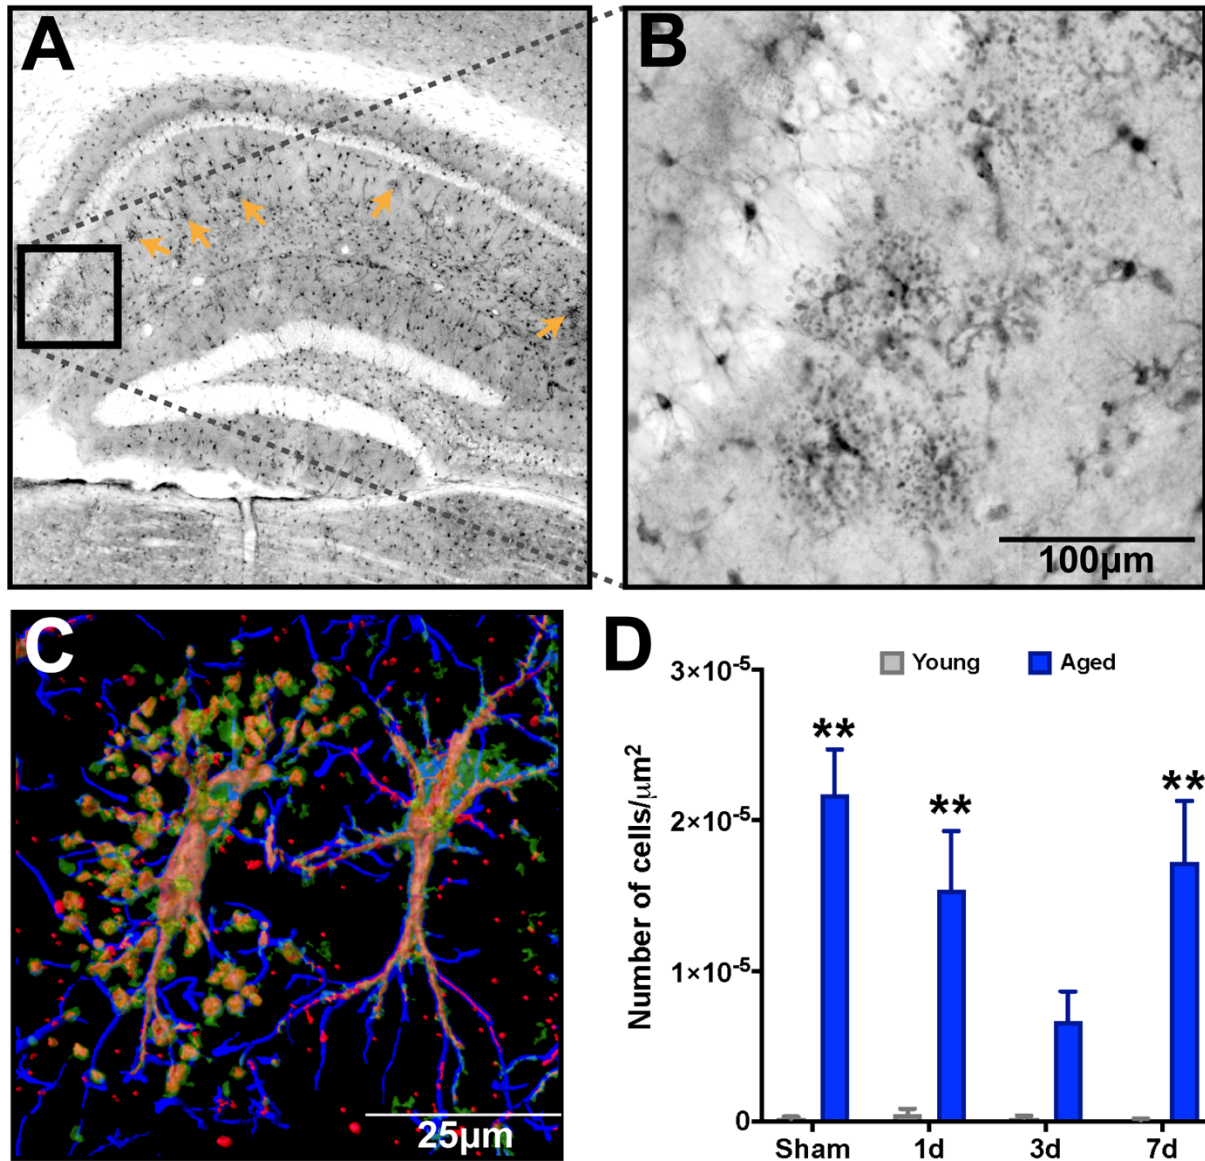 A
B
100μm
C
25μm
D
Young
Aged
Number of cells/μm²
3×10⁻⁵
2×10⁻⁵
1×10⁻⁵
0
**
**
**
Sham
1d
3d
7d